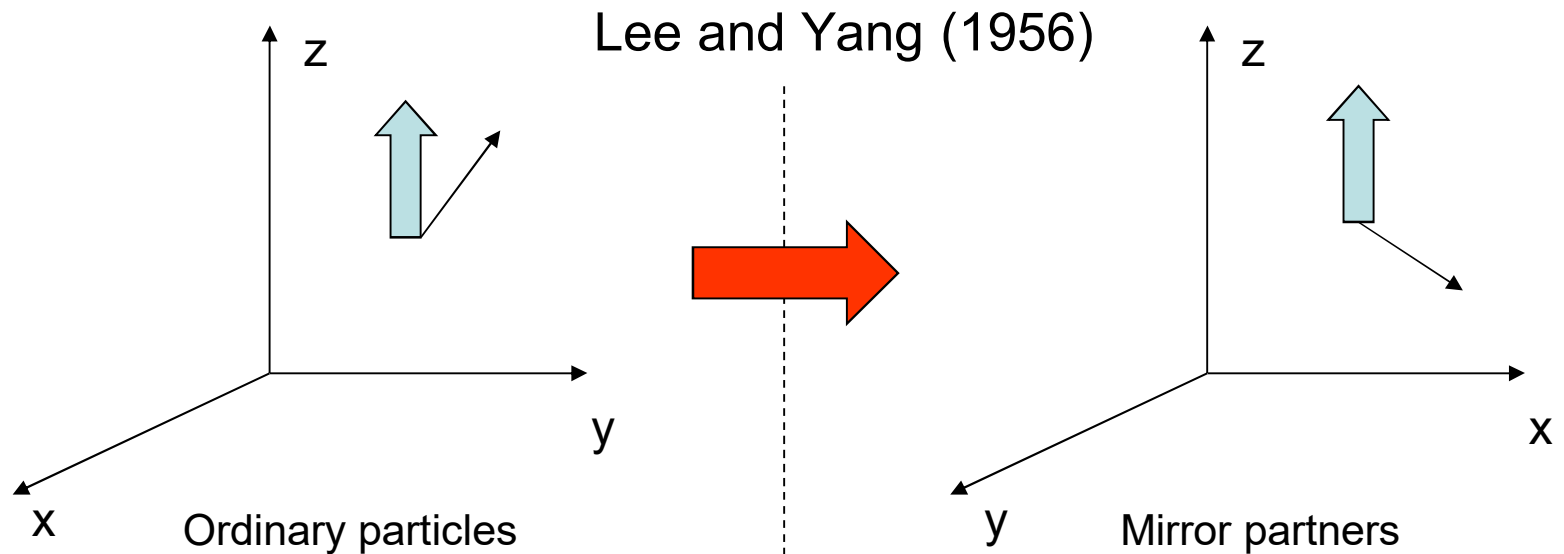 Lee and Yang (1956)
z
y
x
Ordinary particles
z
x
y
Mirror partners